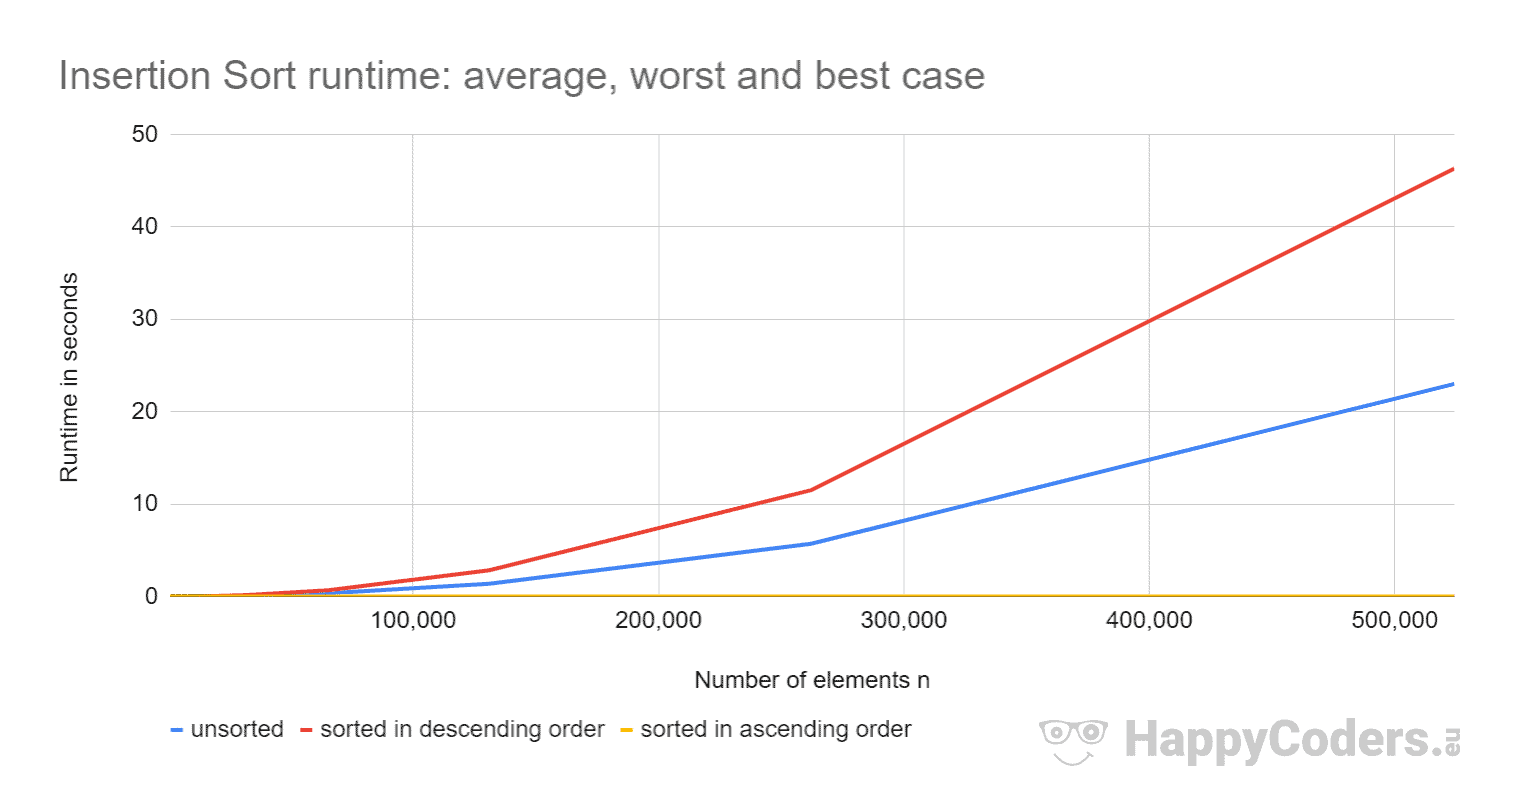 Insertion Sort runtime: average, worst and best case
50
40
30
20
10
0
Runtime in seconds
100,000 200,000 300,000 400,000 500,000
Number of elements n
unsorted sorted in descending order sorted in ascending order
HappyCoders.eu